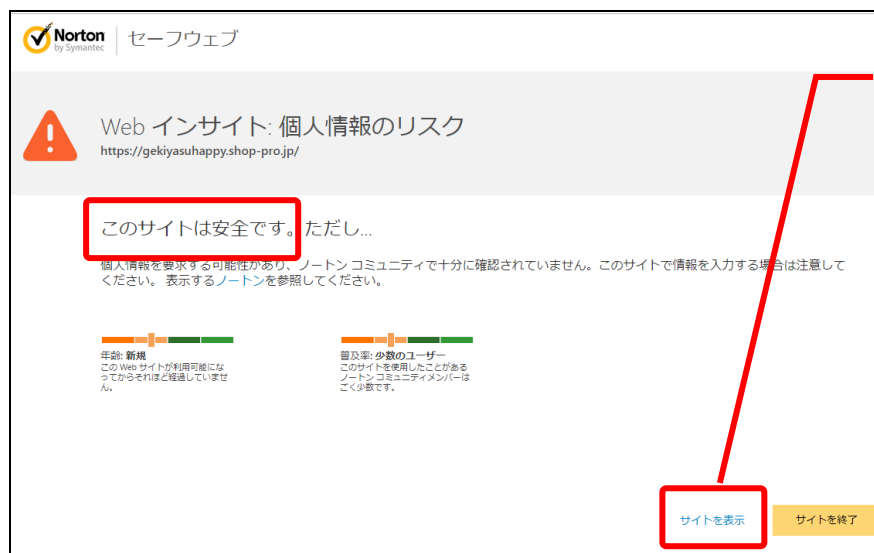 Norton
by Symantec
セーフウェブ
Web インサイト: 個人情報のリスク
https://gekiyasuhappy.shop-pro.jp/
このサイトは安全です。ただし...
個人情報を要求する可能性があり、ノートン コミュニティで十分に確認されていません。このサイトで情報を入力する場合は注意して
ください。 表示するノートンを参照してください。
年齢: 新規
この Web サイトが利用可能にな
ってからそれほど経過していませ
ん。
普及率: 少数のユーザー
このサイトを使用したことがある
ノートン コミュニティ メンバーは
ごく少数です。
サイトを表示
サイトを終了